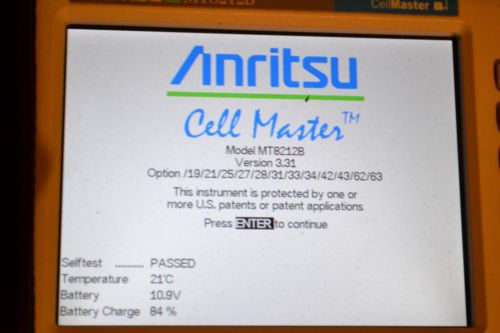 MT8212B
CellMaster
Anritsu
Cell Master™
Model MT8212B
Version 3.31
Option /19/21/25/27/28/31/33/34/42/43/62/63
This instrument is protected by one or
more U.S. patents or patent applications
Press ENTER to continue
Selftest ......... PASSED
Temperature 21°C
Battery 10.9V
Battery Charge 84 %